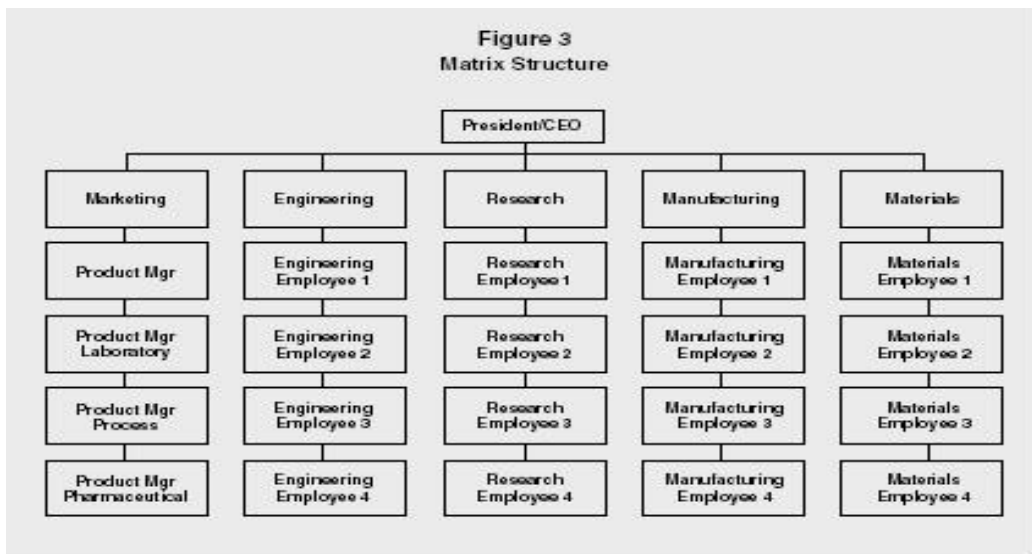 Figure 3
Matrix Structure
President/CEO
Marketing
Engineering
Research
Manufacturing
Materials
Product Mgr
Engineering
Employee 1
Research
Employee 1
Manufacturing
Employee 1
Materials
Employee 1
Product Mgr
Laboratory
Engineering
Employee 2
Research
Employee 2
Manufacturing
Employee 2
Materials
Employee 2
Product Mgr
Process
Engineering
Employee 3
Research
Employee 3
Manufacturing
Employee 3
Materials
Employee 3
Product Mgr
Pharmaceutical
Engineering
Employee 4
Research
Employee 4
Manufacturing
Employee 4
Materials
Employee 4